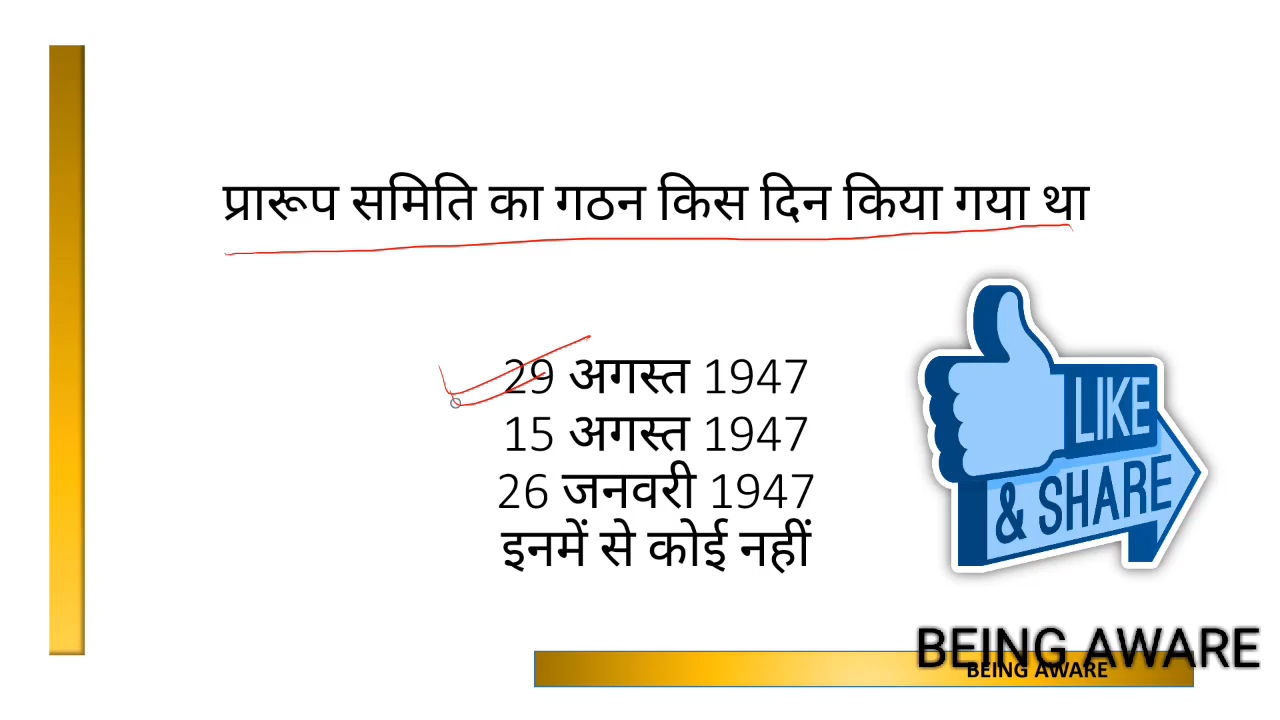 प्रारूप समिति का गठन किस दिन किया गया था
29 अगस्त 1947
15 अगस्त 1947
26 जनवरी 1947
इनमें से कोई नहीं
LIKE
& SHARE
BEING AWARE
BEING AWARE